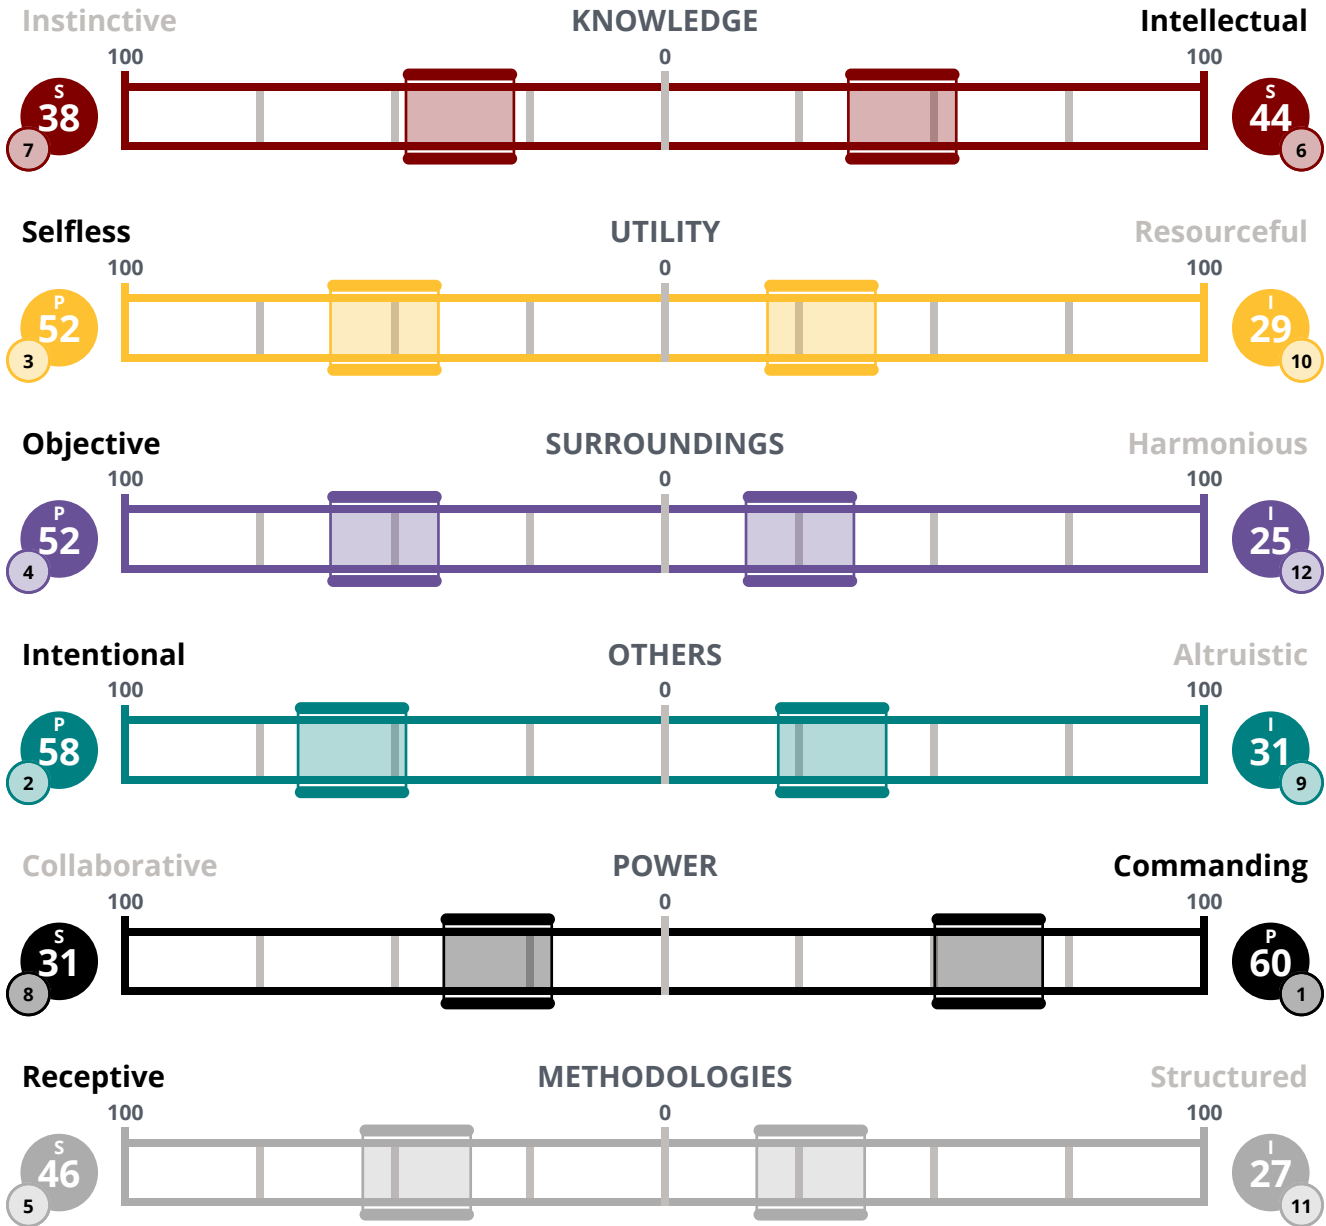 Instinctive KNOWLEDGE Intellectual
100 0 100
S 38 7 S 44 6
Selfless UTILITY Resourceful
100 0 100
P 52 3 I 29 10
Objective SURROUNDINGS Harmonious
100 0 100
P 52 4 I 25 12
Intentional OTHERS Altruistic
100 0 100
P 58 2 I 31 9
Collaborative POWER Commanding
100 0 100
S 31 8 P 60 1
Receptive METHODOLOGIES Structured
100 0 100
S 46 5 I 27 11